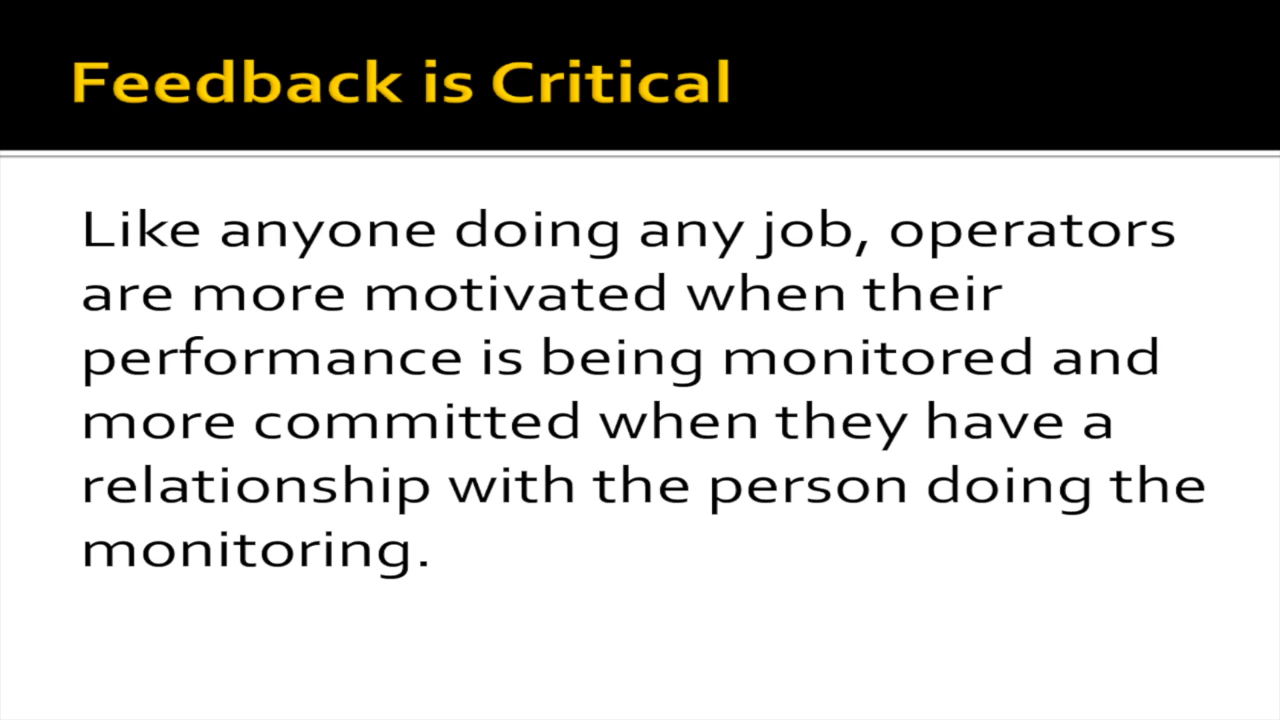 Feedback is Critical
Like anyone doing any job, operators
are more motivated when their
performance is being monitored and
more committed when they have a
relationship with the person doing the
monitoring.